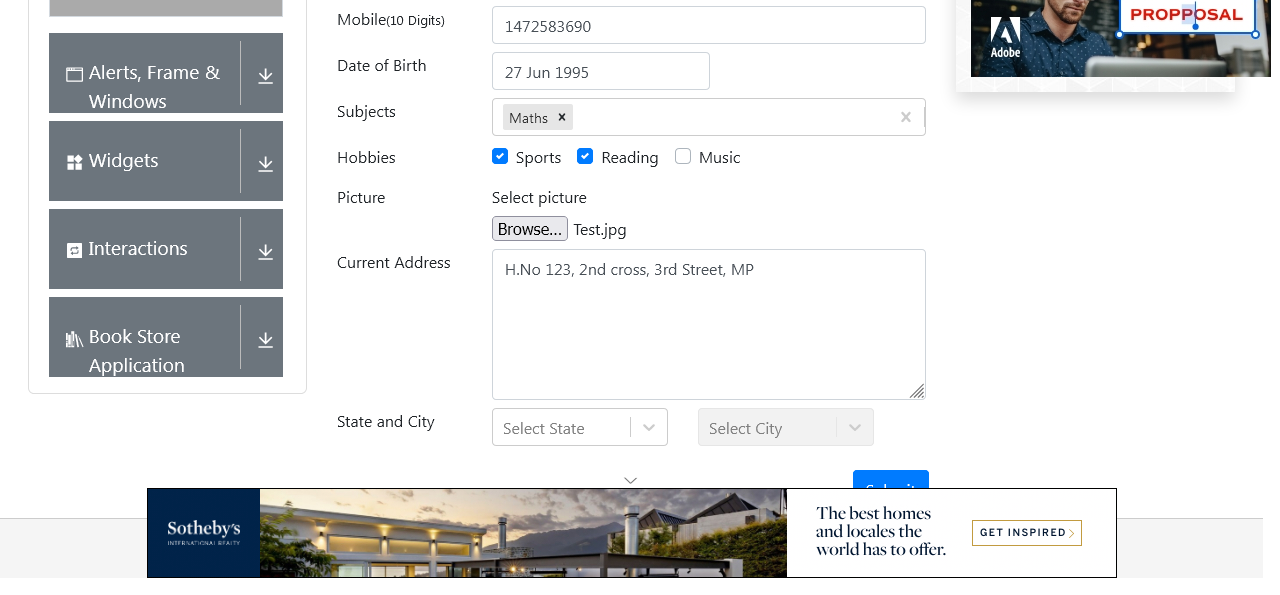 Mobile(10 Digits)
1472583690
Date of Birth
27 Jun 1995
Subjects
Maths ×
×
Hobbies
Sports
Reading
Music
Picture
Select picture
Browse... Test.jpg
Current Address
H.No 123, 2nd cross, 3rd Street, MP
State and City
Select State
Select City
Submit
Alerts, Frame &
Windows
Widgets
Interactions
Book Store
Application
PROPPOSAL
Adobe
Sotheby's
INTERNATIONAL REALTY
The best homes
and locales the
world has to offer.
GET INSPIRED